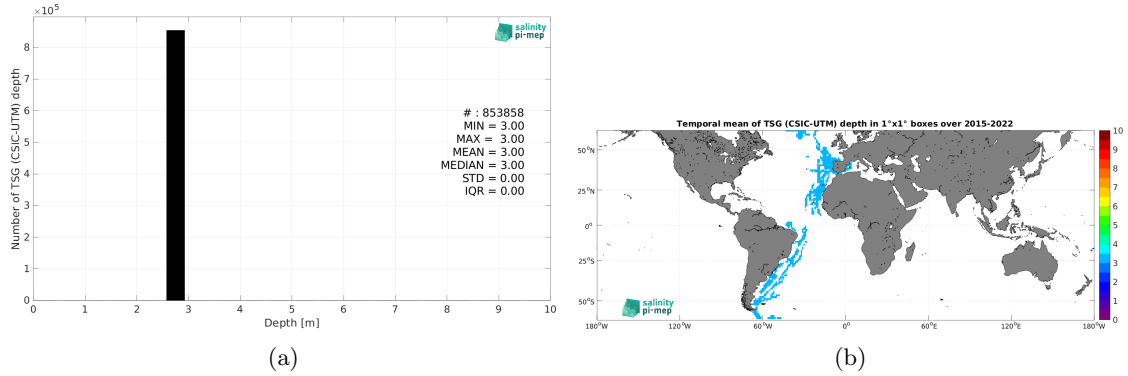 ×10⁵
salinity
pi-mep
Number of TSG (CSIC-UTM) depth
8
7
6
5
4
3
2
1
0
# : 853858
MIN = 3.00
MAX = 3.00
MEAN = 3.00
MEDIAN = 3.00
STD = 0.00
IQR = 0.00
0 1 2 3 4 5 6 7 8 9 10
Depth [m]
(a)
Temporal mean of TSG (CSIC-UTM) depth in 1°x1° boxes over 2015-2022
50°N
25°N
0°
25°S
50°S
salinity
pi-mep
180°W 120°W 60°W 0° 60°E 120°E 180°E
10
9
8
7
6
5
4
3
2
1
0
(b)